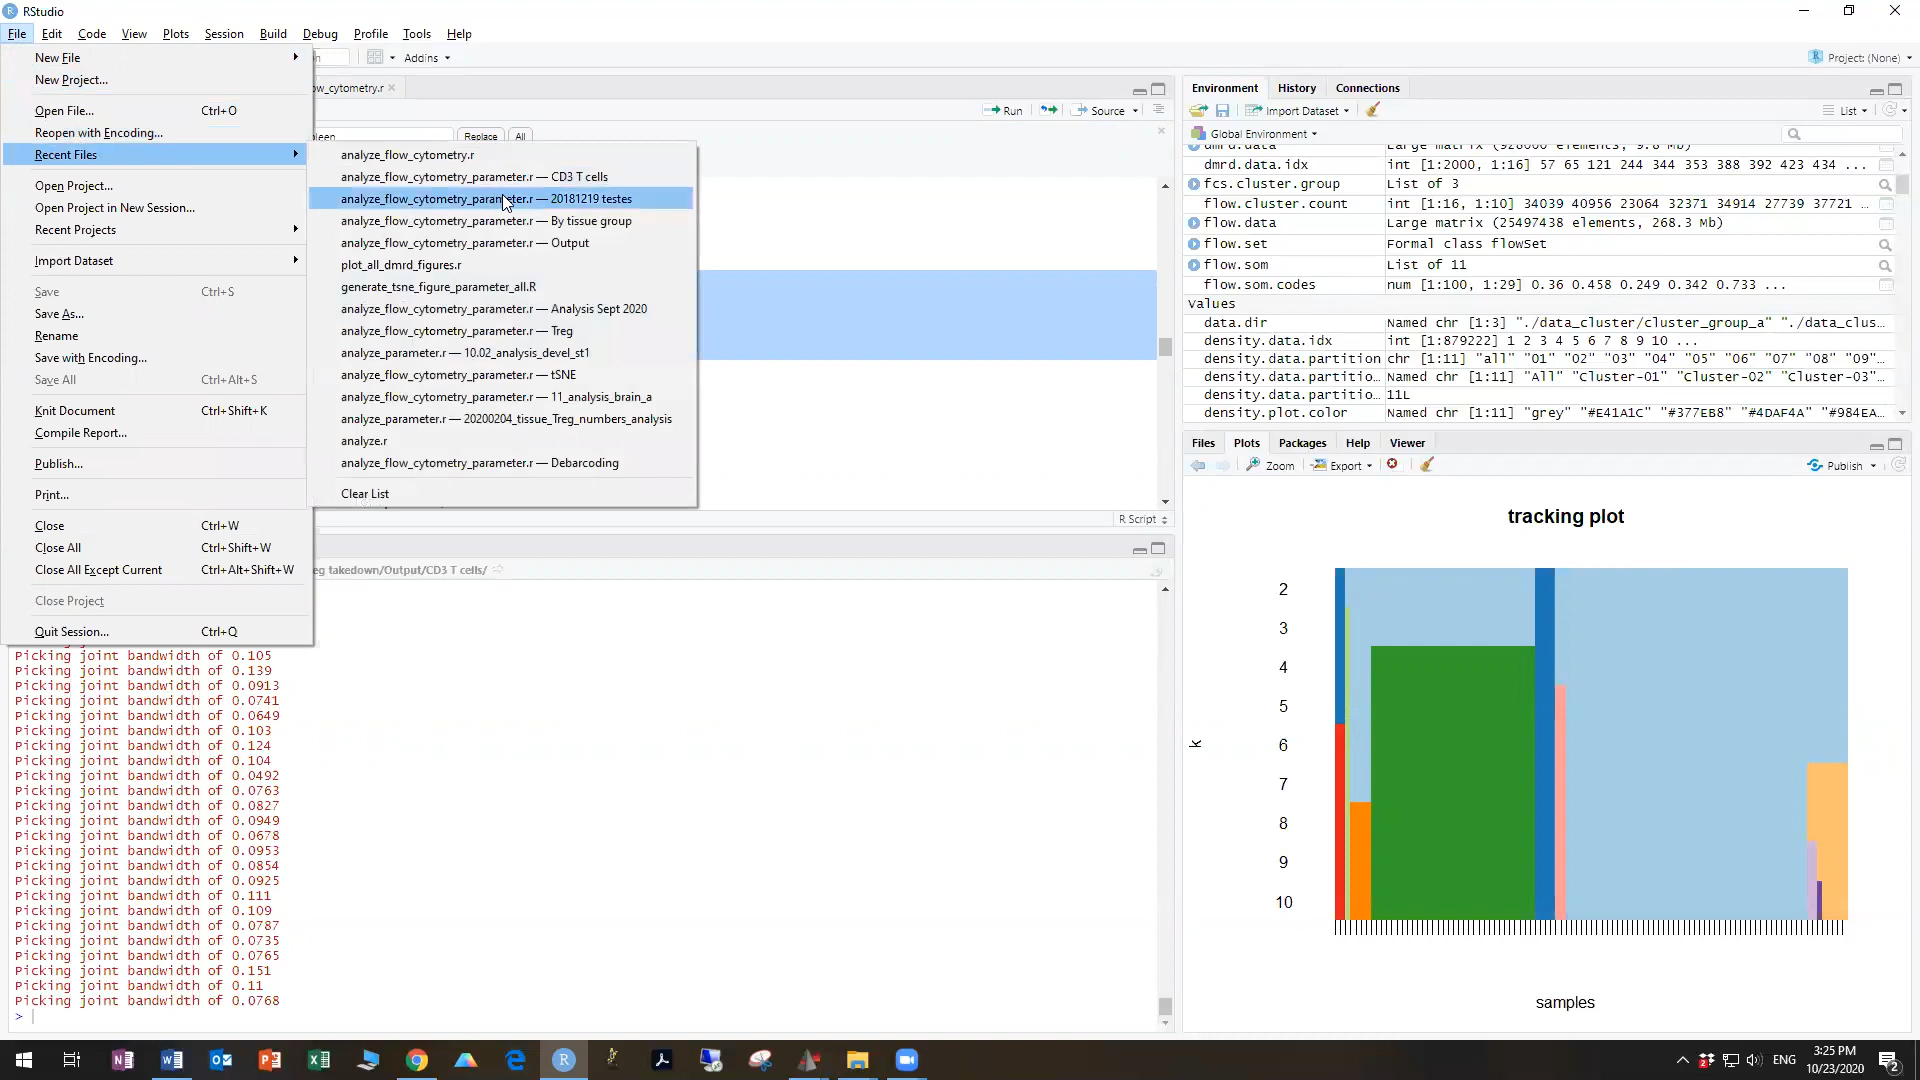 RStudio
File Edit Code View Plots Session Build Debug Profile Tools Help
Addins
Project: (None)
New File
New Project...
Open File... Ctrl+O
Reopen with Encoding...
Recent Files
Open Project...
Open Project in New Session...
Recent Projects
Import Dataset
Save Ctrl+S
Save As...
Rename
Save with Encoding...
Save All Ctrl+Alt+S
Knit Document Ctrl+Shift+K
Compile Report...
Publish...
Print...
Close Ctrl+W
Close All Ctrl+Shift+W
Close All Except Current Ctrl+Alt+Shift+W
Close Project
Quit Session... Ctrl+Q
ow_cytometry.r
Run Source
pleen Replace All
analyze_flow_cytometry.r
analyze_flow_cytometry_parameter.r — CD3 T cells
analyze_flow_cytometry_parameter.r — 20181219 testes
analyze_flow_cytometry_parameter.r — By tissue group
analyze_flow_cytometry_parameter.r — Output
plot_all_dmrd_figures.r
generate_tsne_figure_parameter_all.R
analyze_flow_cytometry_parameter.r — Analysis Sept 2020
analyze_flow_cytometry_parameter.r — Treg
analyze_parameter.r — 10.02_analysis_devel_st1
analyze_flow_cytometry_parameter.r — tSNE
analyze_flow_cytometry_parameter.r — 11_analysis_brain_a
analyze_parameter.r — 20200204_tissue_Treg_numbers_analysis
analyze.r
analyze_flow_cytometry_parameter.r — Debarcoding
Clear List
R Script
eg takedown/Output/CD3 T cells/
Picking joint bandwidth of 0.105
Picking joint bandwidth of 0.139
Picking joint bandwidth of 0.0913
Picking joint bandwidth of 0.0741
Picking joint bandwidth of 0.0649
Picking joint bandwidth of 0.103
Picking joint bandwidth of 0.124
Picking joint bandwidth of 0.104
Picking joint bandwidth of 0.0492
Picking joint bandwidth of 0.0763
Picking joint bandwidth of 0.0827
Picking joint bandwidth of 0.0949
Picking joint bandwidth of 0.0678
Picking joint bandwidth of 0.0953
Picking joint bandwidth of 0.0854
Picking joint bandwidth of 0.0925
Picking joint bandwidth of 0.111
Picking joint bandwidth of 0.109
Picking joint bandwidth of 0.0787
Picking joint bandwidth of 0.0735
Picking joint bandwidth of 0.0765
Picking joint bandwidth of 0.151
Picking joint bandwidth of 0.11
Picking joint bandwidth of 0.0768
>
Environment History Connections
Import Dataset List
Global Environment
dmrd.data Large matrix (928000 elements, 9.8 Mb)
dmrd.data.idx int [1:2000, 1:16] 57 65 121 244 344 353 388 392 423 434 ...
fcs.cluster.group List of 3
flow.cluster.count int [1:16, 1:10] 34039 40956 23064 32371 34914 27739 37721 ...
flow.data Large matrix (25497438 elements, 268.3 Mb)
flow.set Formal class flowSet
flow.som List of 11
flow.som.codes num [1:100, 1:29] 0.36 0.458 0.249 0.342 0.733 ...
Values
data.dir Named chr [1:3] "./data_cluster/cluster_group_a" "./data_clus...
density.data.idx int [1:879222] 1 2 3 4 5 6 7 8 9 10 ...
density.data.partition chr [1:11] "all" "01" "02" "03" "04" "05" "06" "07" "08" "09"...
density.data.partitio... Named chr [1:11] "All" "Cluster-01" "Cluster-02" "Cluster-03"...
density.data.partitio... 11L
density.plot.color Named chr [1:11] "grey" "#E41A1C" "#377EB8" "#4DAF4A" "#984EA...
Files Plots Packages Help Viewer
Zoom Export Publish
tracking plot
k
2
3
4
5
6
7
8
9
10
samples
ENG
3:25 PM
10/23/2020
2